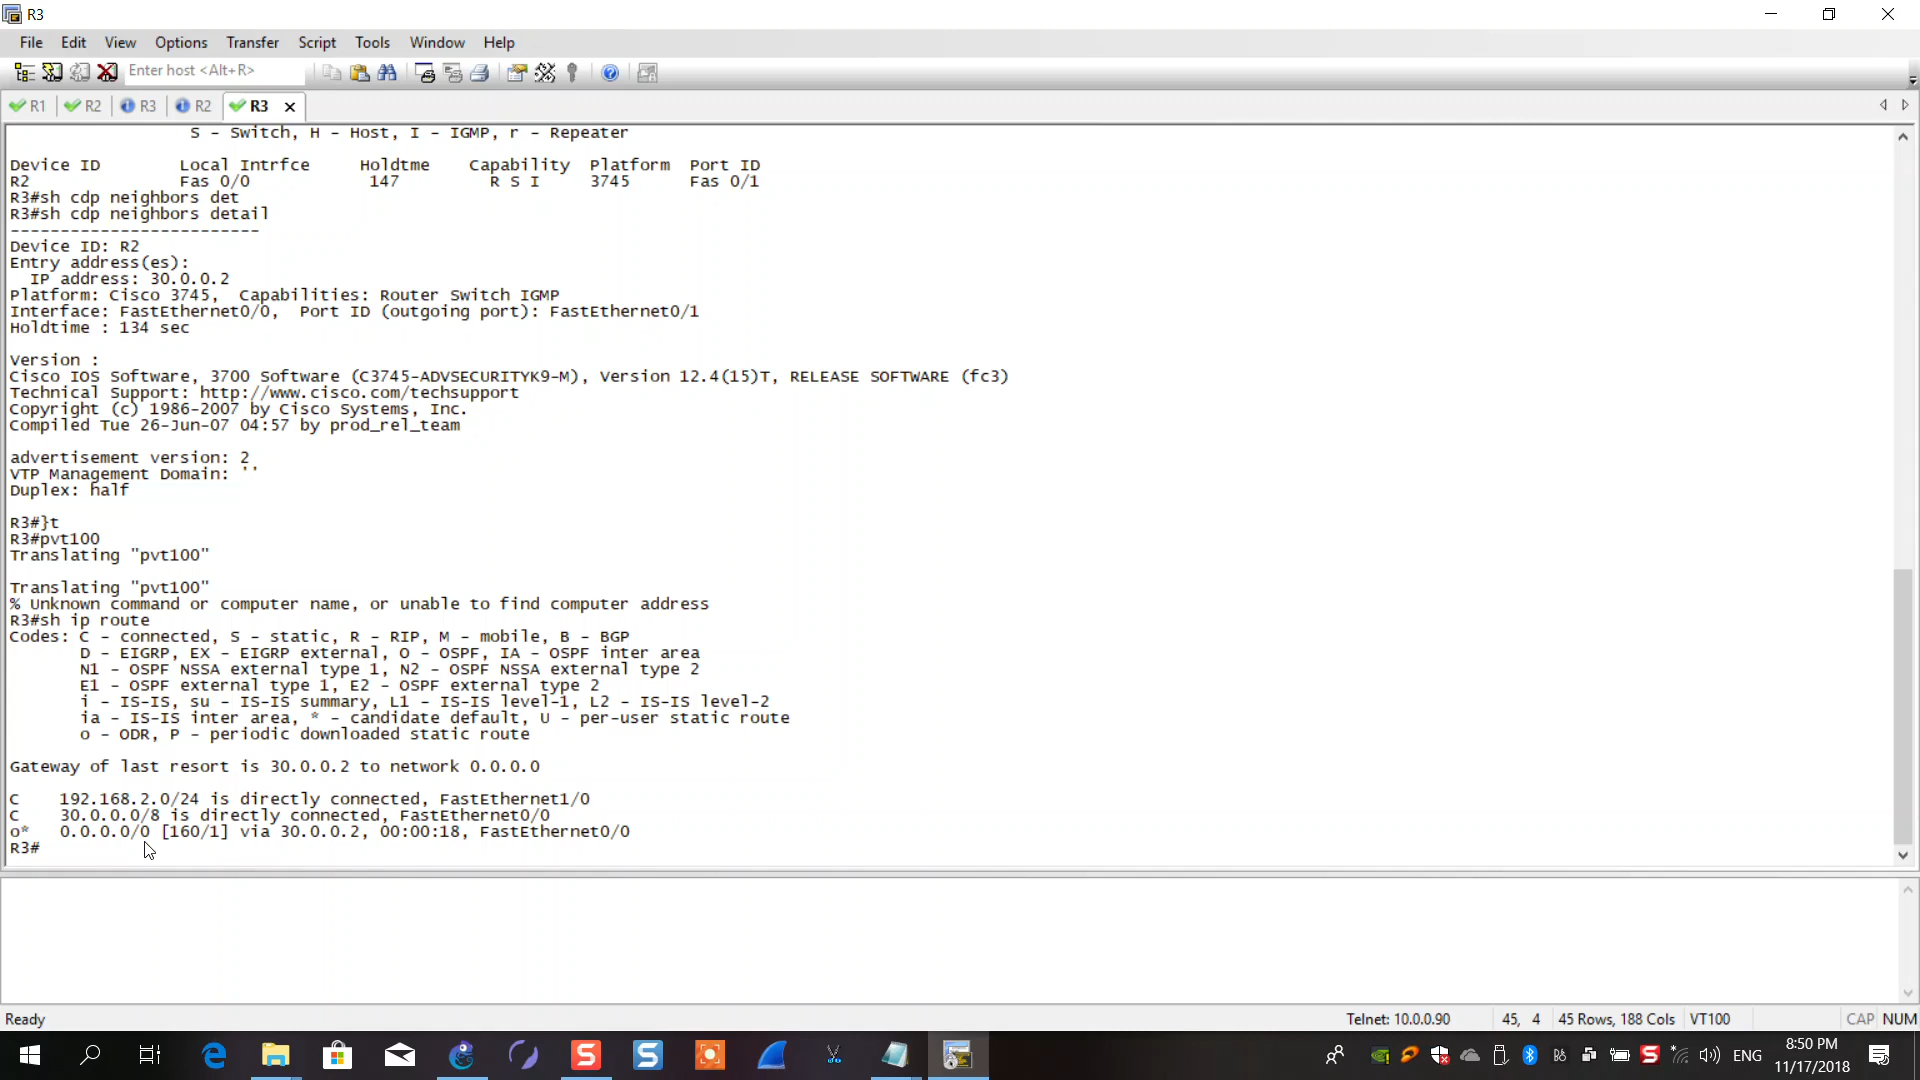 R3
File Edit View Options Transfer Script Tools Window Help
Enter host <Alt+R>
R1 R2 R3 R2 R3
S - Switch, H - Host, I - IGMP, r - Repeater
Device ID Local Intrfce Holdtme Capability Platform Port ID
R2 Fas 0/0 147 R S I 3745 Fas 0/1
R3#sh cdp neighbors det
R3#sh cdp neighbors detail
-------------------------
Device ID: R2
Entry address(es):
IP address: 30.0.0.2
Platform: Cisco 3745, Capabilities: Router Switch IGMP
Interface: FastEthernet0/0, Port ID (outgoing port): FastEthernet0/1
Holdtime : 134 sec
Version :
Cisco IOS Software, 3700 Software (C3745-ADVSECURITYK9-M), Version 12.4(15)T, RELEASE SOFTWARE (fc3)
Technical Support: http://www.cisco.com/techsupport
Copyright (c) 1986-2007 by Cisco Systems, Inc.
Compiled Tue 26-Jun-07 04:57 by prod_rel_team
advertisement version: 2
VTP Management Domain: ''
Duplex: half
R3#}t
R3#pvt100
Translating "pvt100"
Translating "pvt100"
% Unknown command or computer name, or unable to find computer address
R3#sh ip route
Codes: C - connected, S - static, R - RIP, M - mobile, B - BGP
D - EIGRP, EX - EIGRP external, O - OSPF, IA - OSPF inter area
N1 - OSPF NSSA external type 1, N2 - OSPF NSSA external type 2
E1 - OSPF external type 1, E2 - OSPF external type 2
i - IS-IS, su - IS-IS summary, L1 - IS-IS level-1, L2 - IS-IS level-2
ia - IS-IS inter area, * - candidate default, U - per-user static route
o - ODR, P - periodic downloaded static route
Gateway of last resort is 30.0.0.2 to network 0.0.0.0
C 192.168.2.0/24 is directly connected, FastEthernet1/0
C 30.0.0.0/8 is directly connected, FastEthernet0/0
o* 0.0.0.0/0 [160/1] via 30.0.0.2, 00:00:18, FastEthernet0/0
R3#
Ready Telnet: 10.0.0.90 45, 4 45 Rows, 188 Cols VT100 CAP NUM
ENG 8:50 PM
11/17/2018